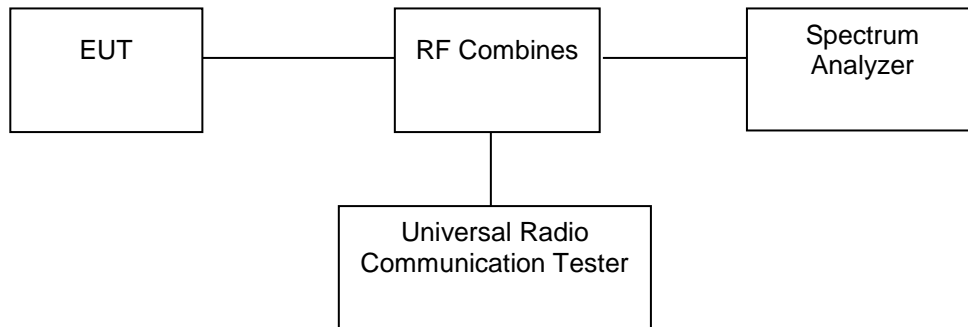 EUT
RF Combines
Spectrum
Analyzer
Universal Radio
Communication Tester